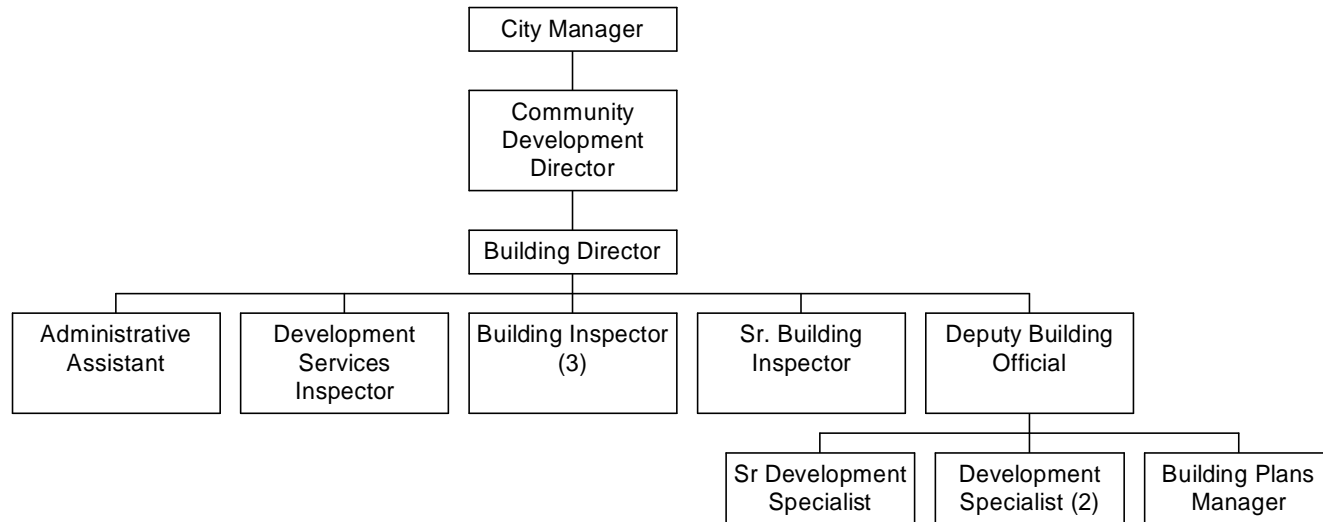 City Manager
Community
Development
Director
Building Director
Administrative
Assistant
Development
Services
Inspector
Building Inspector
(3)
Sr. Building
Inspector
Deputy Building
Official
Sr Development
Specialist
Development
Specialist (2)
Building Plans
Manager